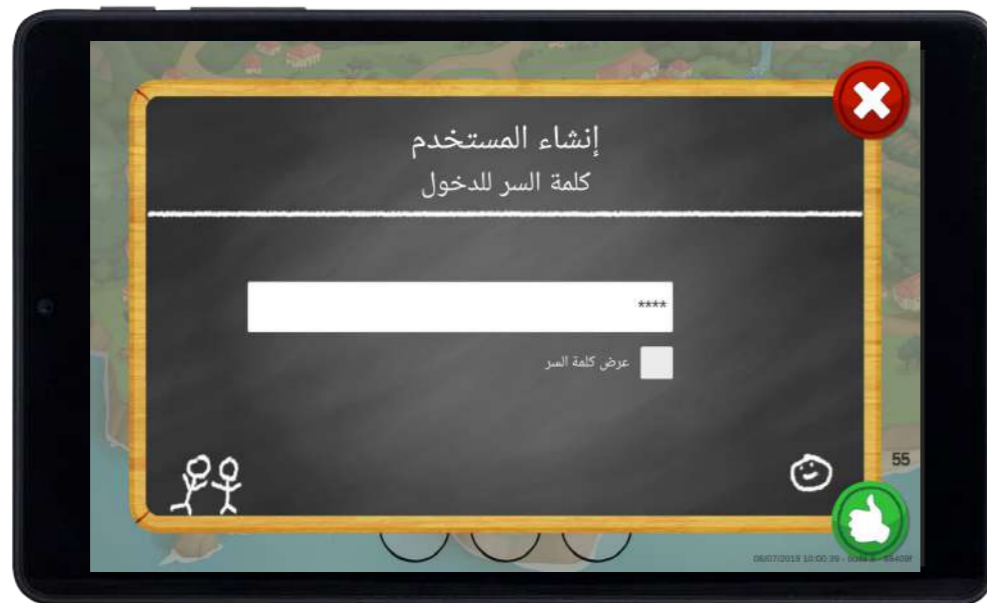 إنشاء المستخدم
كلمة السر للدخول
****
عرض كلمة السر
55